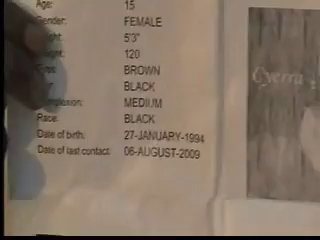 Age: 15
Gender: FEMALE
5'3"
120
BROWN
BLACK
MEDIUM
Race: BLACK
Date of birth: 27-JANUARY-1994
Date of last contact: 06-AUGUST-2009
Cyerra